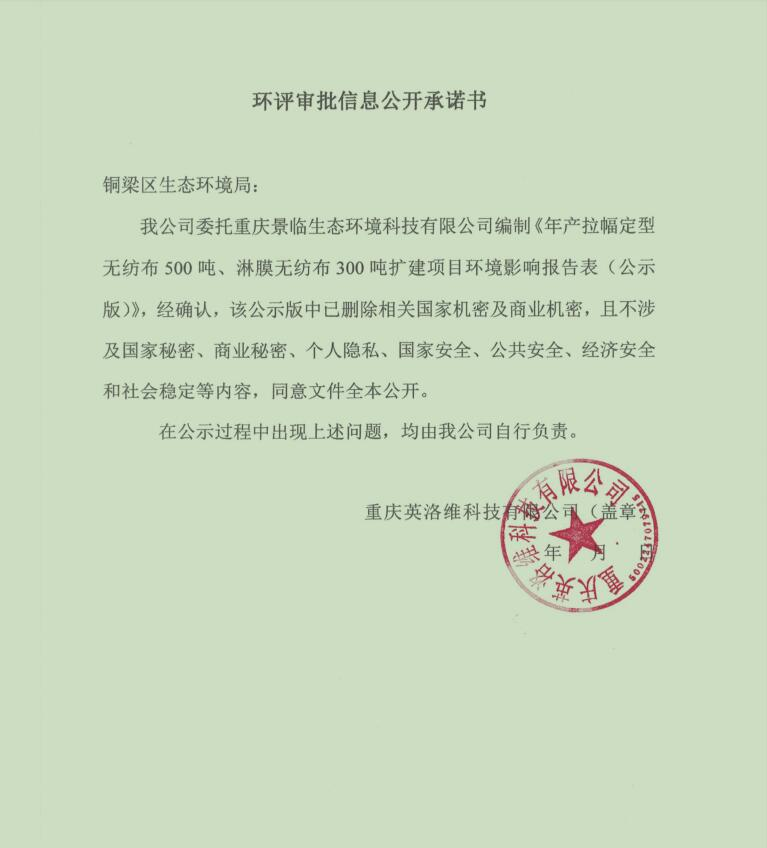 环评审批信息公开承诺书
铜梁区生态环境局：
我公司委托重庆景临生态环境科技有限公司编制《年产拉幅定型
无纺布500吨、淋膜无纺布300吨扩建项目环境影响报告表（公示
版）》，经确认，该公示版中已删除相关国家机密及商业机密，且不涉
及国家秘密、商业秘密、个人隐私、国家安全、公共安全、经济安全
和社会稳定等内容，同意文件全本公开。
在公示过程中出现上述问题，均由我公司自行负责。
重庆英洛维科技有限公司（盖章
年 月 日
重庆英洛维科技有限公司